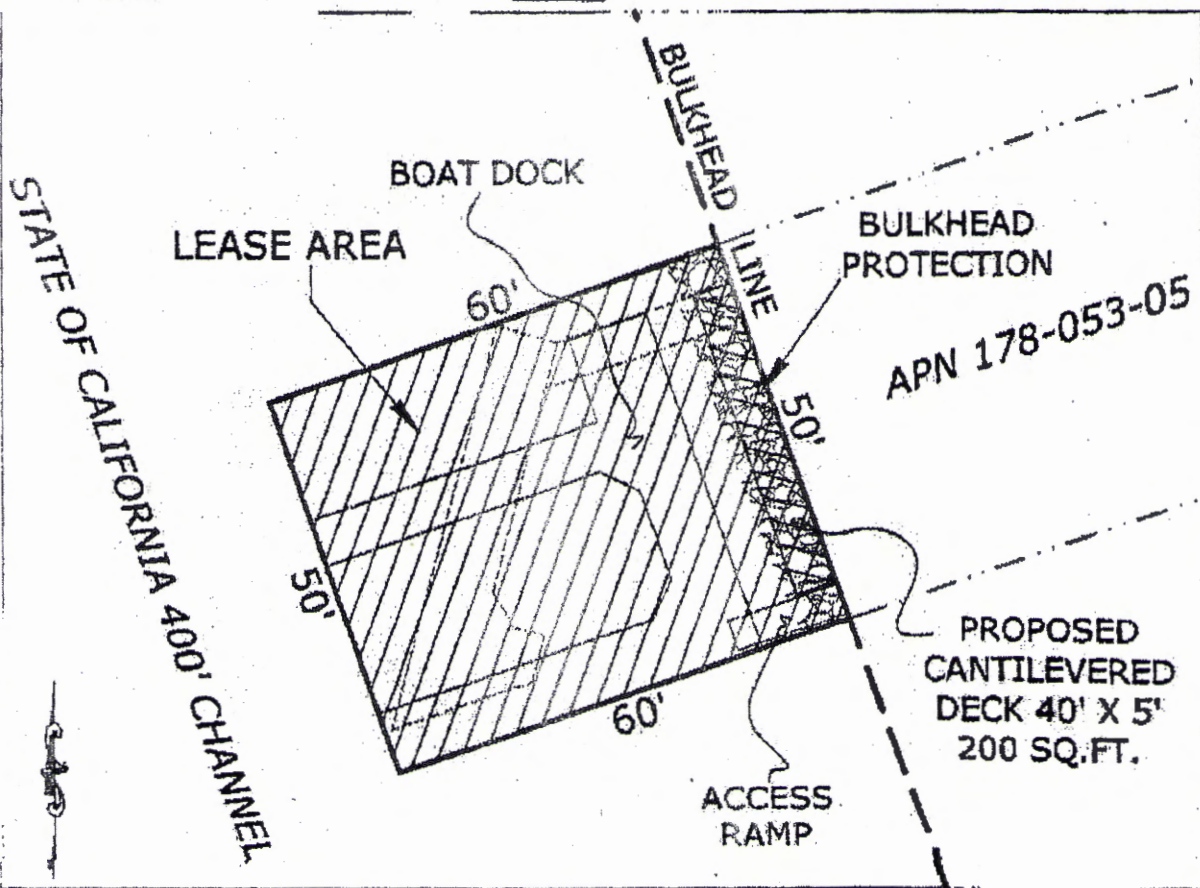 BULKHEAD LINE
BOAT DOCK
LEASE AREA
BULKHEAD
PROTECTION
60'
APN 178-053-05
50'
STATE OF CALIFORNIA 400' CHANNEL
50'
60'
PROPOSED
CANTILEVERED
DECK 40' X 5'
200 SQ.FT.
ACCESS
RAMP